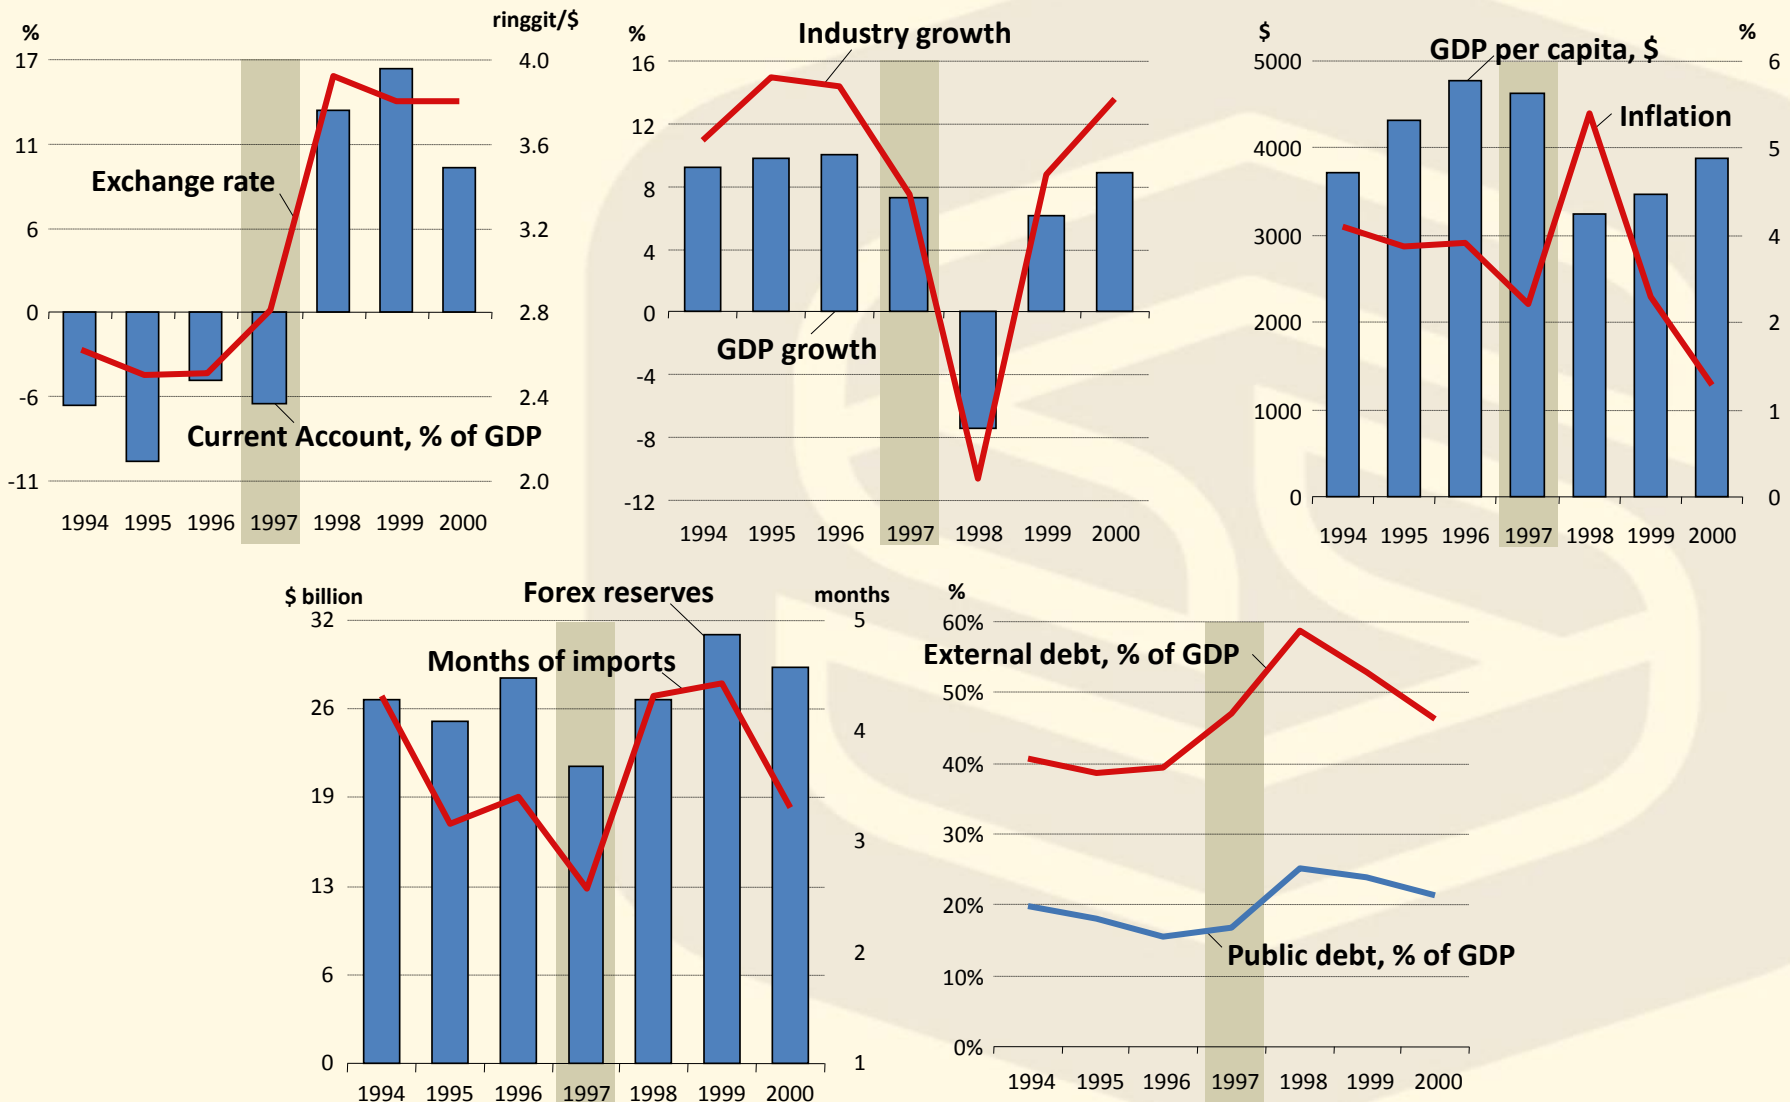 % ringgit/$
17 4.0
11 3.6
Exchange rate
6 3.2
0 2.8
-6 2.4
Current Account, % of GDP
-11 2.0
1994 1995 1996 1997 1998 1999 2000
% Industry growth
16
12
8
4
0
GDP growth
-4
-8
-12
1994 1995 1996 1997 1998 1999 2000
$ %
GDP per capita, $
5000 6
Inflation
4000 5
3000 4
2000 2
1000 1
0 0
1994 1995 1996 1997 1998 1999 2000
$ billion Forex reserves months
32 5
Months of imports
26
4
19
3
13
2
6
0 1
1994 1995 1996 1997 1998 1999 2000
%
60%
External debt, % of GDP
50%
40%
30%
20%
Public debt, % of GDP
10%
0%
1994 1995 1996 1997 1998 1999 2000